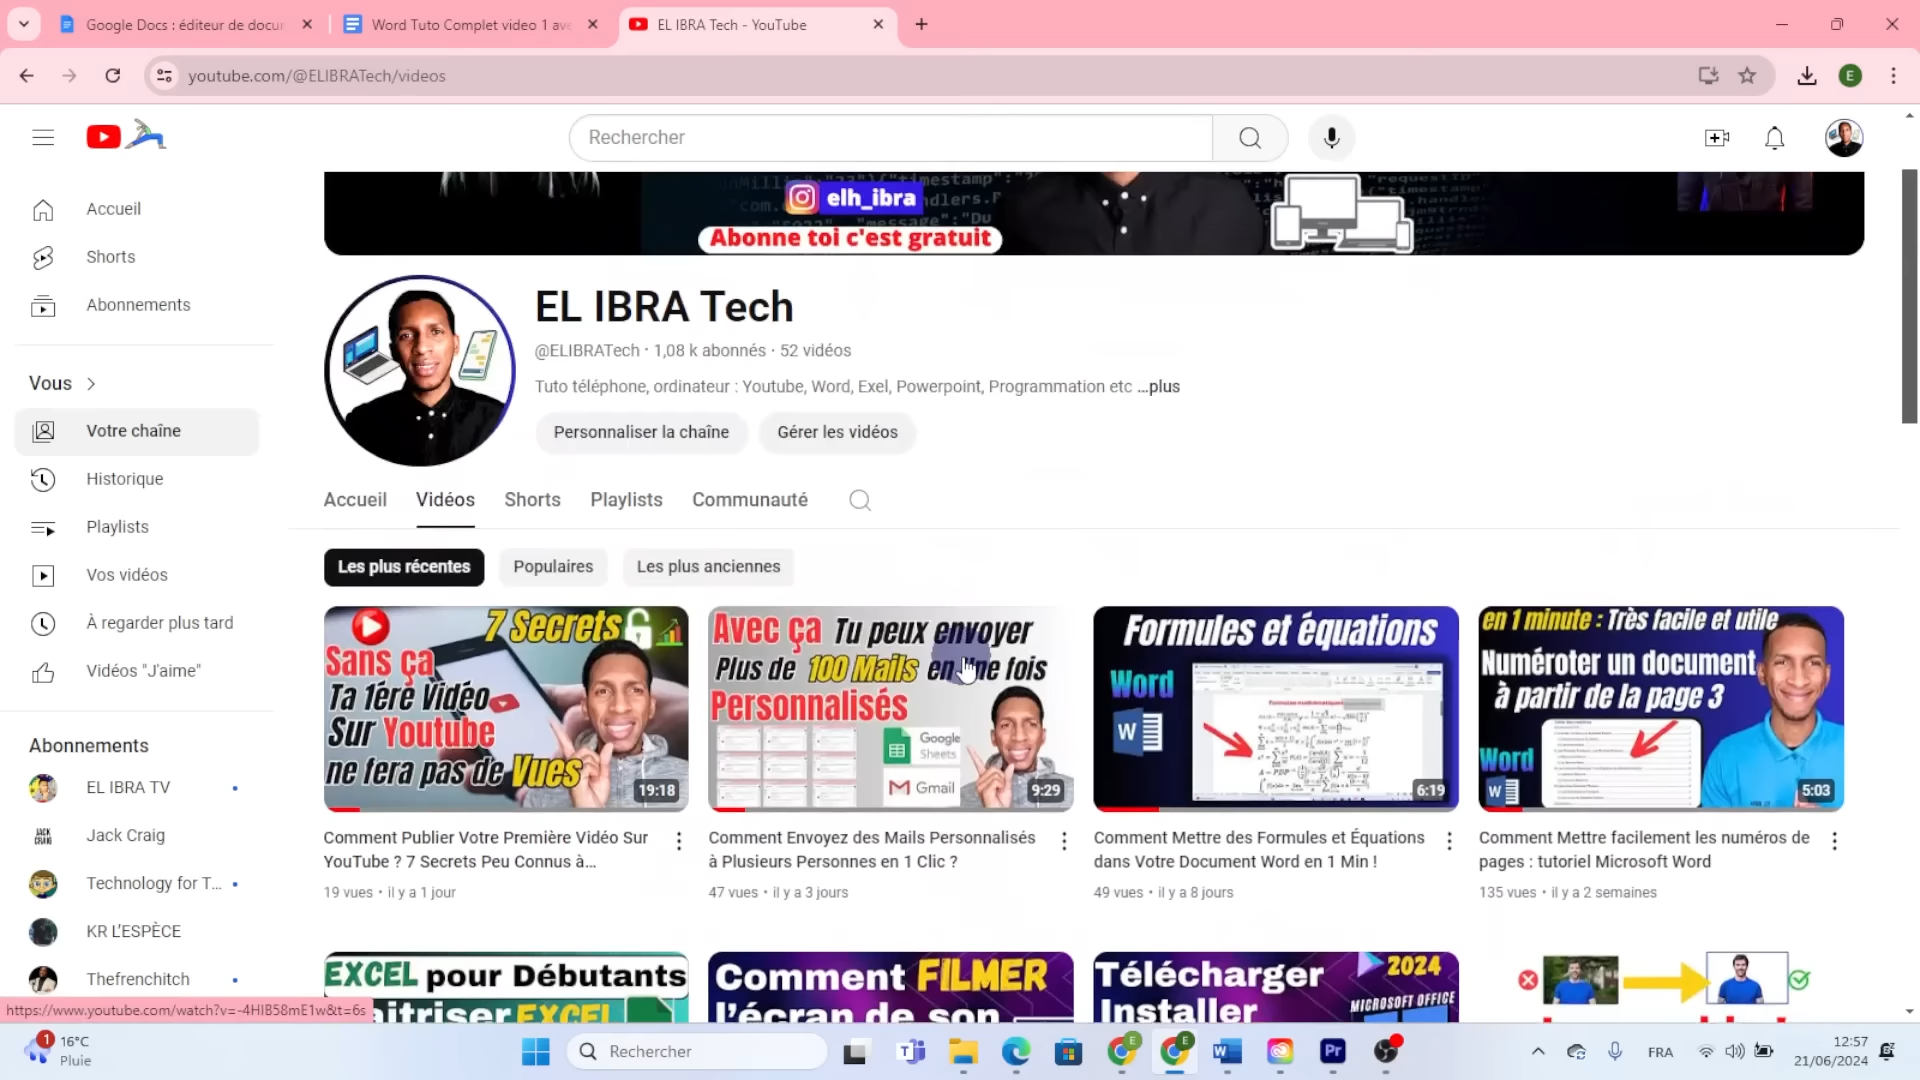 Google Docs : éditeur de docu
Word Tuto Complet video 1 ave
EL IBRA Tech - YouTube
youtube.com/@ELIBRATech/videos
E
Rechercher
elh_ibra
Abonne toi c'est gratuit
Accueil
Shorts
Abonnements
Vous
Votre chaîne
Historique
Playlists
Vos vidéos
À regarder plus tard
Vidéos "J'aime"
Abonnements
EL IBRA TV
Jack Craig
Technology for T...
KR L'ESPÈCE
Thefrenchitch
EL IBRA Tech
@ELIBRATech · 1,08 k abonnés · 52 vidéos
Tuto téléphone, ordinateur : Youtube, Word, Exel, Powerpoint, Programmation etc ...plus
Personnaliser la chaîne
Gérer les vidéos
Accueil Vidéos Shorts Playlists Communauté
Les plus récentes
Populaires
Les plus anciennes
7 Secrets
Sans ça
Ta 1ère Vidéo
Sur Youtube
ne fera pas de Vues
19:18
Comment Publier Votre Première Vidéo Sur
YouTube ? 7 Secrets Peu Connus à...
19 vues · il y a 1 jour
Avec ça Tu peux envoyer
Plus de 100 Mails en une fois
Personnalisés
Google
Sheets
Gmail
9:29
Comment Envoyez des Mails Personnalisés
à Plusieurs Personnes en 1 Clic ?
47 vues · il y a 3 jours
Formules et équations
Word
W
6:19
Comment Mettre des Formules et Équations
dans Votre Document Word en 1 Min !
49 vues · il y a 8 jours
en 1 minute : Très facile et utile
Numéroter un document
à partir de la page 3
Word
W
5:03
Comment Mettre facilement les numéros de
pages : tutoriel Microsoft Word
135 vues · il y a 2 semaines
EXCEL pour Débutants
EXCEL
Comment FILMER
l'écran de son
Télécharger
2024
Installer
MICROSOFT OFFICE
https://www.youtube.com/watch?v=-4HIB58mE1w&t=6s
1
16°C
Pluie
Rechercher
FRA
12:57
21/06/2024